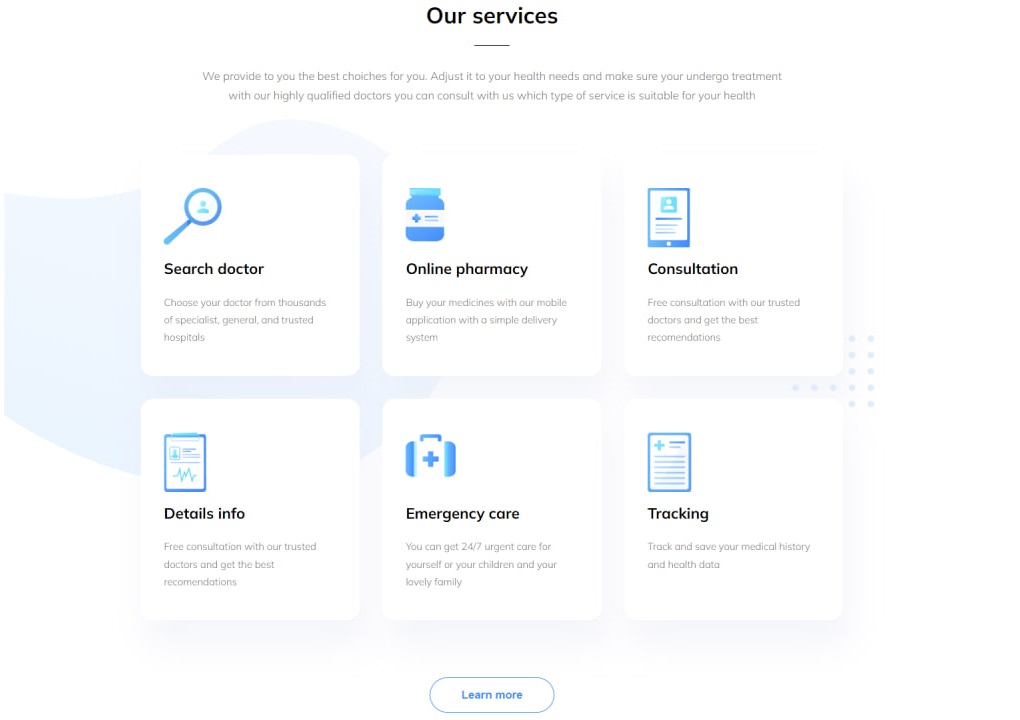 Our services
We provide to you the best choiches for you. Adjust it to your health needs and make sure your undergo treatment
with our highly qualified doctors you can consult with us which type of service is suitable for your health
Search doctor
Choose your doctor from thousands
of specialist, general, and trusted
hospitals
Online pharmacy
Buy your medicines with our mobile
application with a simple delivery
system
Consultation
Free consultation with our trusted
doctors and get the best
recomendations
Details info
Free consultation with our trusted
doctors and get the best
recomendations
Emergency care
You can get 24/7 urgent care for
yourself or your children and your
lovely family
Tracking
Track and save your medical history
and health data
Learn more